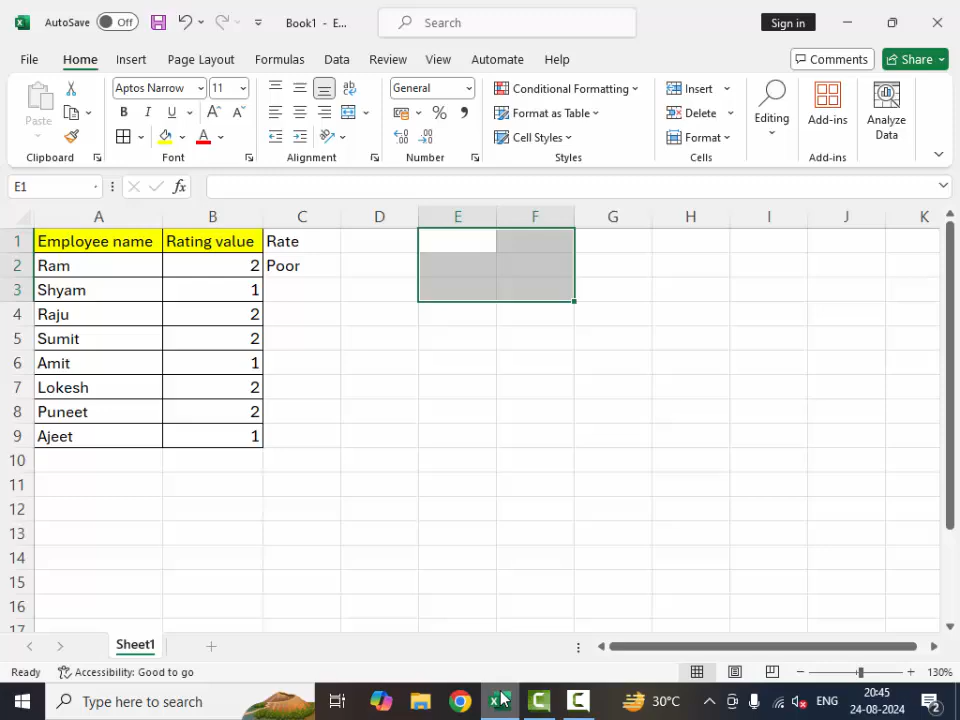 AutoSave Off Book1 - E... Search Sign in
File Home Insert Page Layout Formulas Data Review View Automate Help Comments Share
Paste Aptos Narrow 11 General Conditional Formatting Insert Editing Add-ins Analyze Data
B I U A A Format as Table Delete
A Cell Styles Format
Clipboard Font Alignment Number Styles Cells Add-ins
E1 fx
A B C D E F G H I J K
1 Employee name Rating value Rate
2 Ram 2 Poor
3 Shyam 1
4 Raju 2
5 Sumit 2
6 Amit 1
7 Lokesh 2
8 Puneet 2
9 Ajeet 1
10
11
12
13
14
15
16
17
Sheet1
Ready Accessibility: Good to go 130%
Type here to search 30°C ENG 20:45
24-08-2024 2